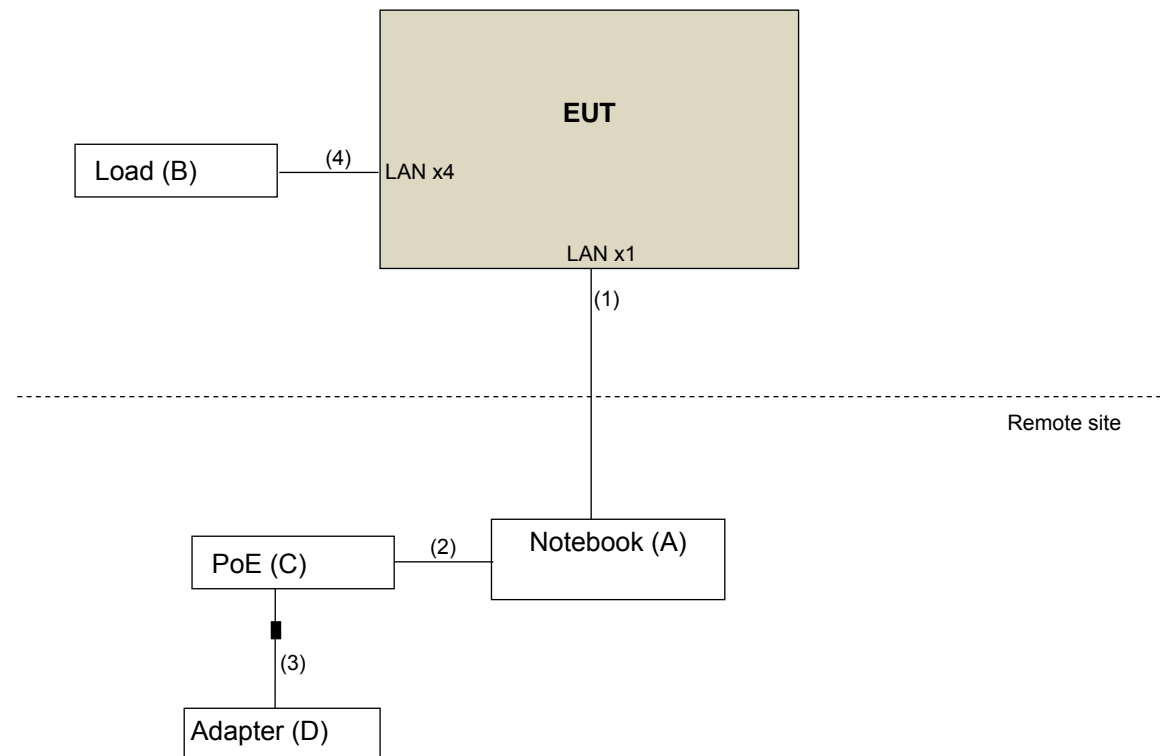 EUT
(4)
Load (B)
LAN x4
LAN x1
(1)
Remote site
Notebook (A)
(2)
PoE (C)
(3)
Adapter (D)